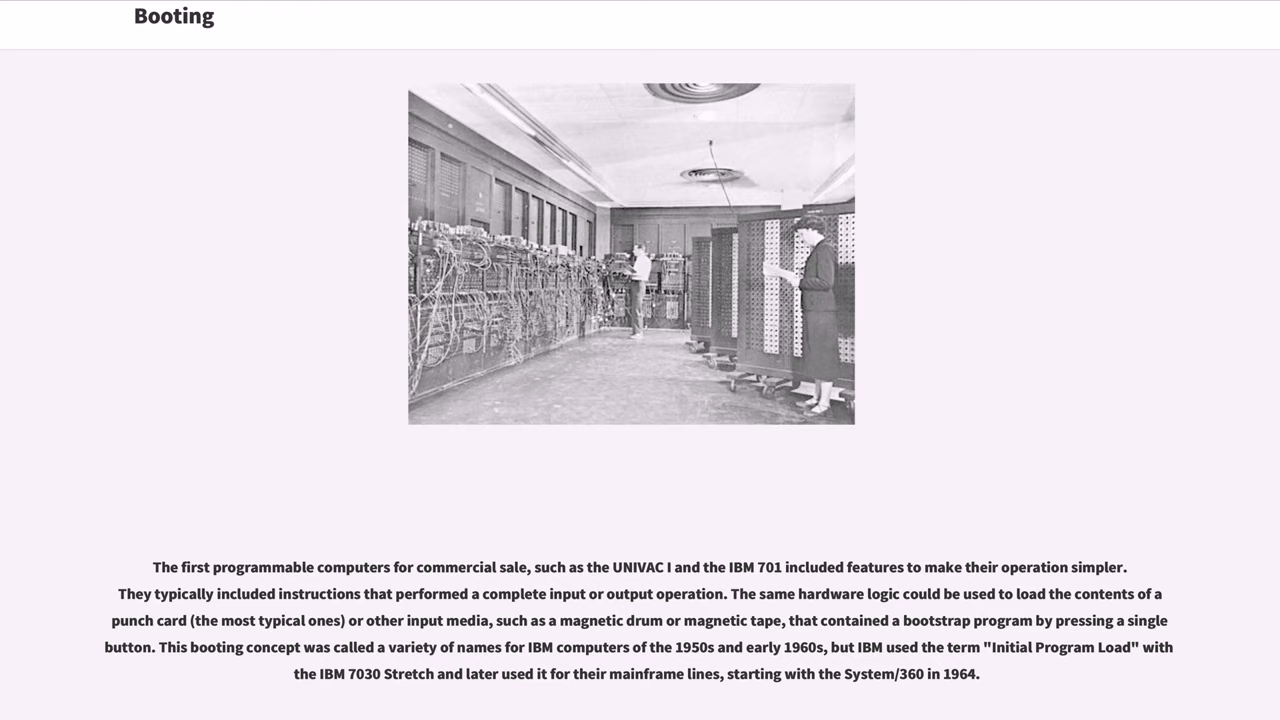 Booting
The first programmable computers for commercial sale, such as the UNIVAC I and the IBM 701 included features to make their operation simpler.
They typically included instructions that performed a complete input or output operation. The same hardware logic could be used to load the contents of a
punch card (the most typical ones) or other input media, such as a magnetic drum or magnetic tape, that contained a bootstrap program by pressing a single
button. This booting concept was called a variety of names for IBM computers of the 1950s and early 1960s, but IBM used the term "Initial Program Load" with
the IBM 7030 Stretch and later used it for their mainframe lines, starting with the System/360 in 1964.